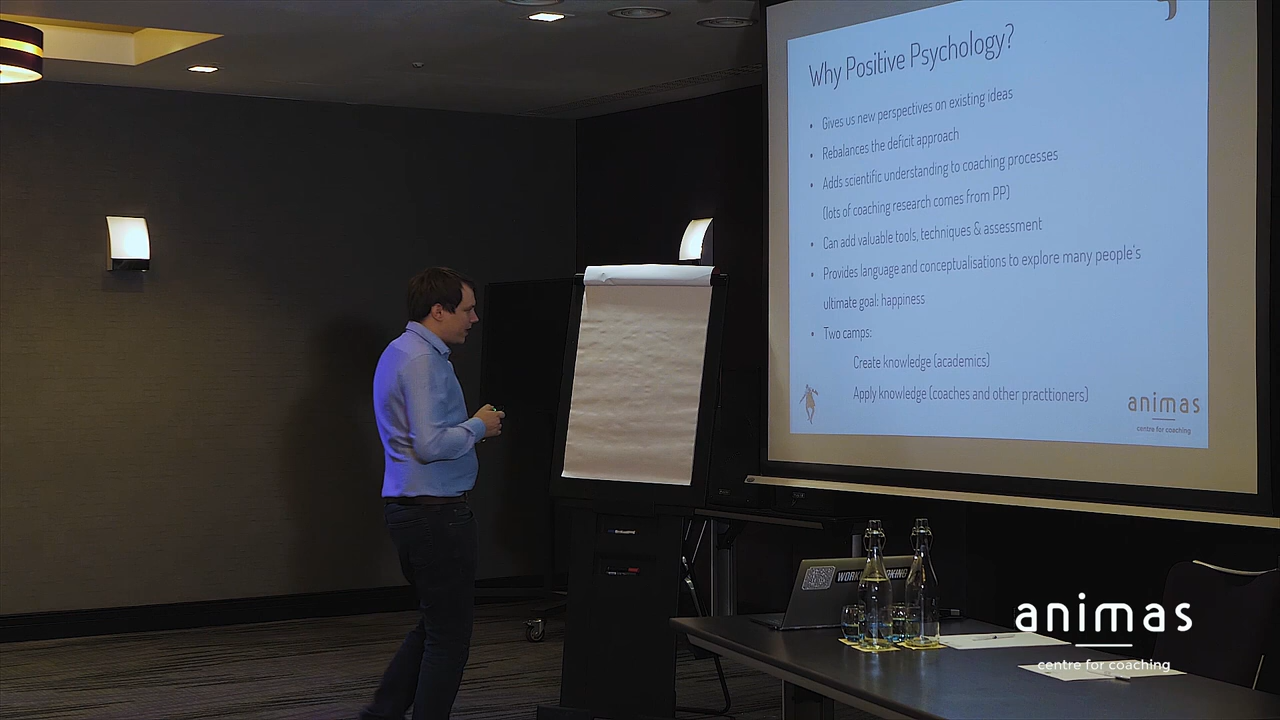 Why Positive Psychology?
• Gives us new perspectives on existing ideas
• Rebalances the deficit approach
• Adds scientific understanding to coaching processes
(lots of coaching research comes from PP)
• Can add valuable tools, techniques & assessment
• Provides language and conceptualisations to explore many people's
ultimate goal: happiness
• Two camps:
Create knowledge (academics)
Apply knowledge (coaches and other practtioners)
animas
centre for coaching
animas
centre for coaching